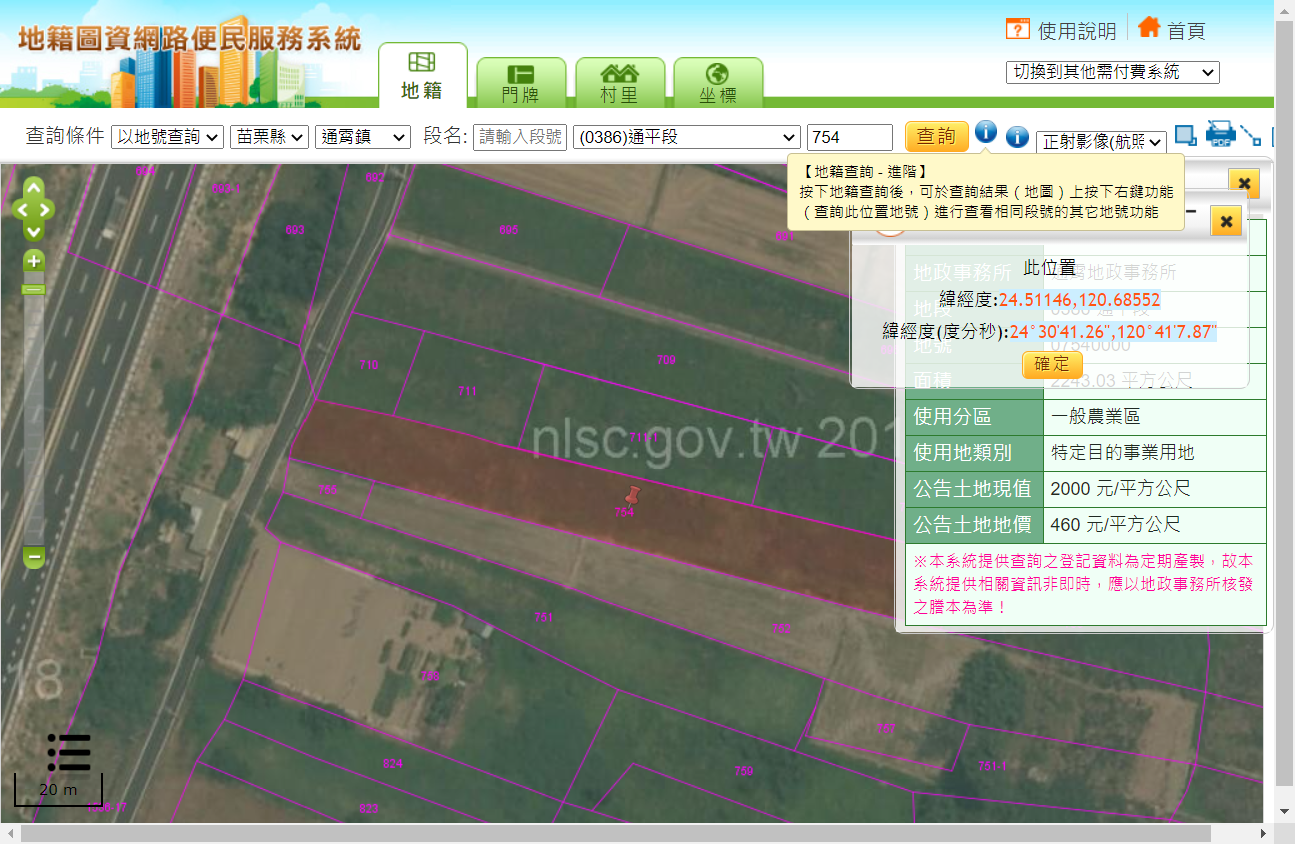 地籍圖資網路便民服務系統
使用說明
首頁
切換到其他需付費系統
地籍
門牌
村里
坐標
查詢條件
以地號查詢
苗栗縣
通霄鎮
段名:
請輸入段號
(0386)通平段
754
查詢
正射影像(航照
【地籍查詢 - 進階】
按下地籍查詢後，可於查詢結果（地圖）上按下右鍵功能
（查詢此位置地號）進行查看相同段號的其它地號功能
此位置
緯經度:24.51146,120.68552
緯經度(度分秒):24°30'41.26",120°41'7.87"
確定
地政事務所
通霄地政事務所
地段
0386 通平段
地號
07540000
面積
2243.03 平方公尺
使用分區
一般農業區
使用地類別
特定目的事業用地
公告土地現值
2000 元/平方公尺
公告土地地價
460 元/平方公尺
※本系統提供查詢之登記資料為定期產製，故本
系統提供相關資訊非即時，應以地政事務所核發
之謄本為準！
692
693
695
710
709
711
nlsc.gov.tw 201
754
755
751
752
758
757
751-1
759
824
823
18
20 m